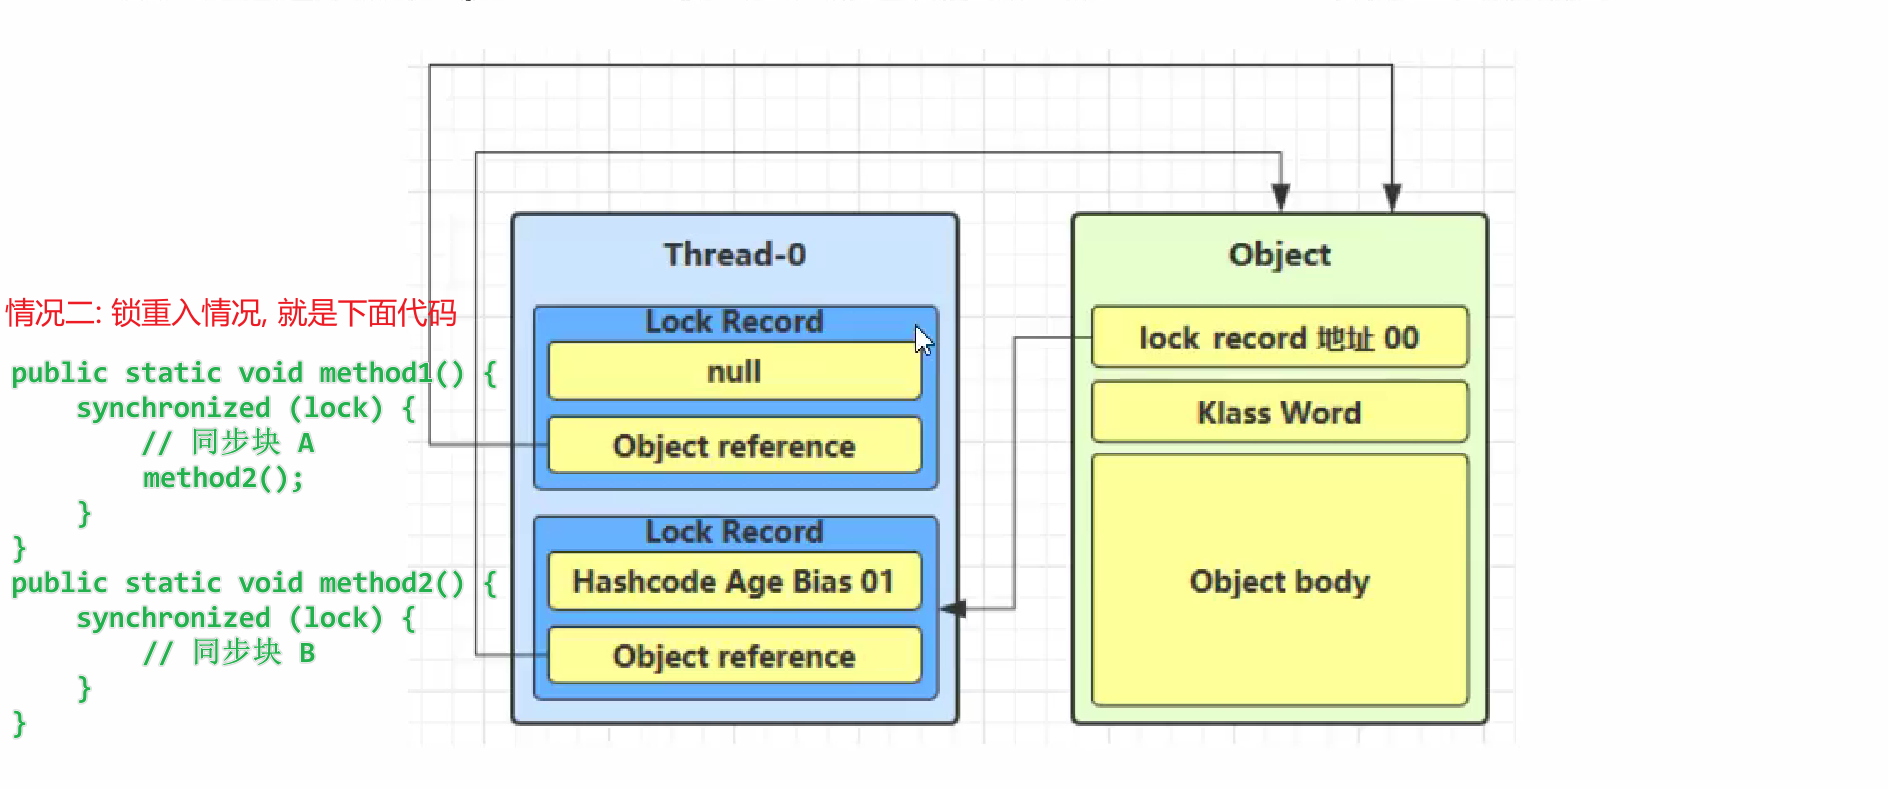 情况二: 锁重入情况, 就是下面代码
public static void method1() {
synchronized (lock) {
// 同步块 A
method2();
}
}
public static void method2() {
synchronized (lock) {
// 同步块 B
}
}
Thread-0
Lock Record
null
Object reference
Lock Record
Hashcode Age Bias 01
Object reference
Object
lock record 地址 00
Klass Word
Object body